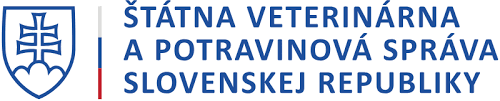 ŠTÁTNA VETERINÁRNA
A POTRAVINOVÁ SPRÁVA
SLOVENSKEJ REPUBLIKY